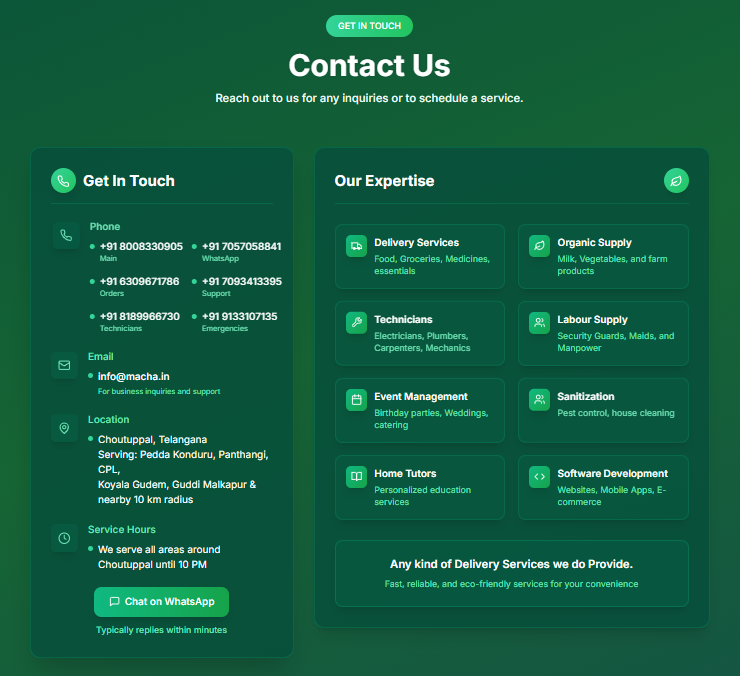 GET IN TOUCH
Contact Us
Reach out to us for any inquiries or to schedule a service.
Get In Touch
Phone
+91 8008330905
Main
+91 7057058841
WhatsApp
+91 6309671786
Orders
+91 7093413395
Support
+91 8189966730
Technicians
+91 9133107135
Emergencies
Email
info@macha.in
For business inquiries and support
Location
Choutuppal, Telangana
Serving: Pedda Konduru, Panthangi,
CPL,
Koyala Gudem, Guddi Malkapur &
nearby 10 km radius
Service Hours
We serve all areas around
Choutuppal until 10 PM
Chat on WhatsApp
Typically replies within minutes
Our Expertise
Delivery Services
Food, Groceries, Medicines,
essentials
Organic Supply
Milk, Vegetables, and farm
products
Technicians
Electricians, Plumbers,
Carpenters, Mechanics
Labour Supply
Security Guards, Maids, and
Manpower
Event Management
Birthday parties, Weddings,
catering
Sanitization
Pest control, house cleaning
Home Tutors
Personalized education
services
Software Development
Websites, Mobile Apps, E-
commerce
Any kind of Delivery Services we do Provide.
Fast, reliable, and eco-friendly services for your convenience